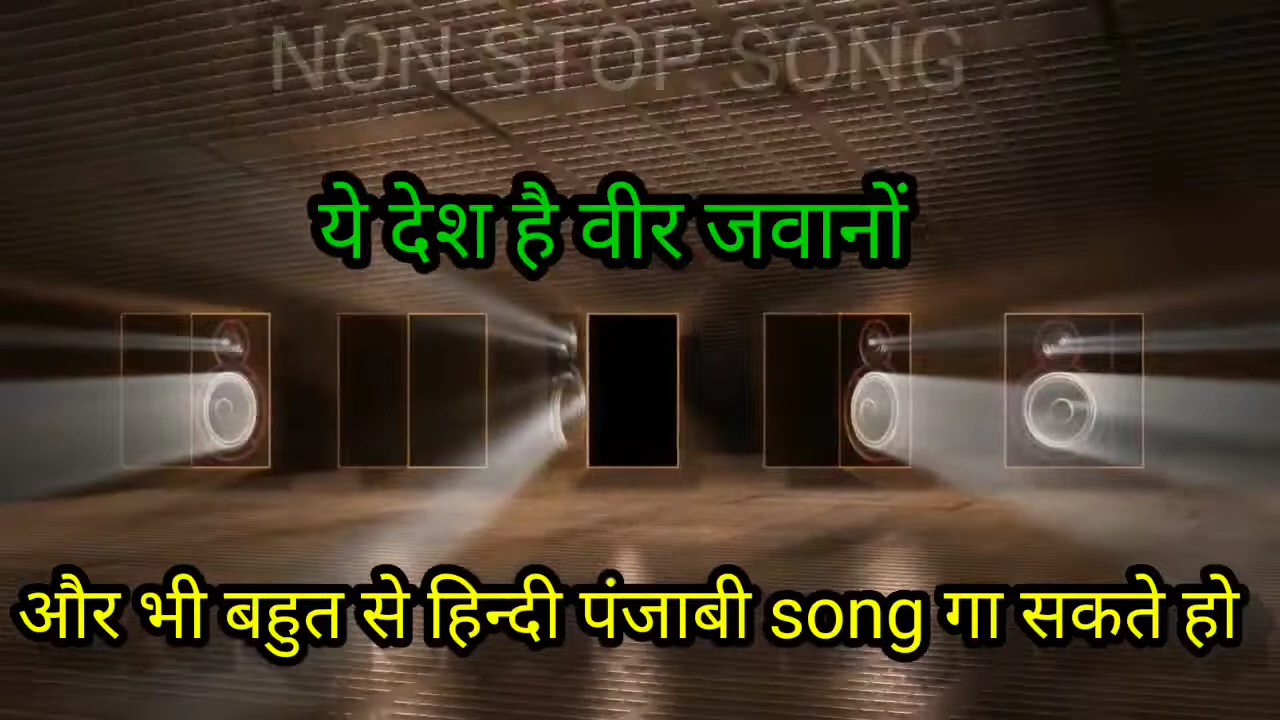 NON STOP SONG
ये देश है वीर जवानों
और भी बहुत से हिन्दी पंजाबी song गा सकते हो